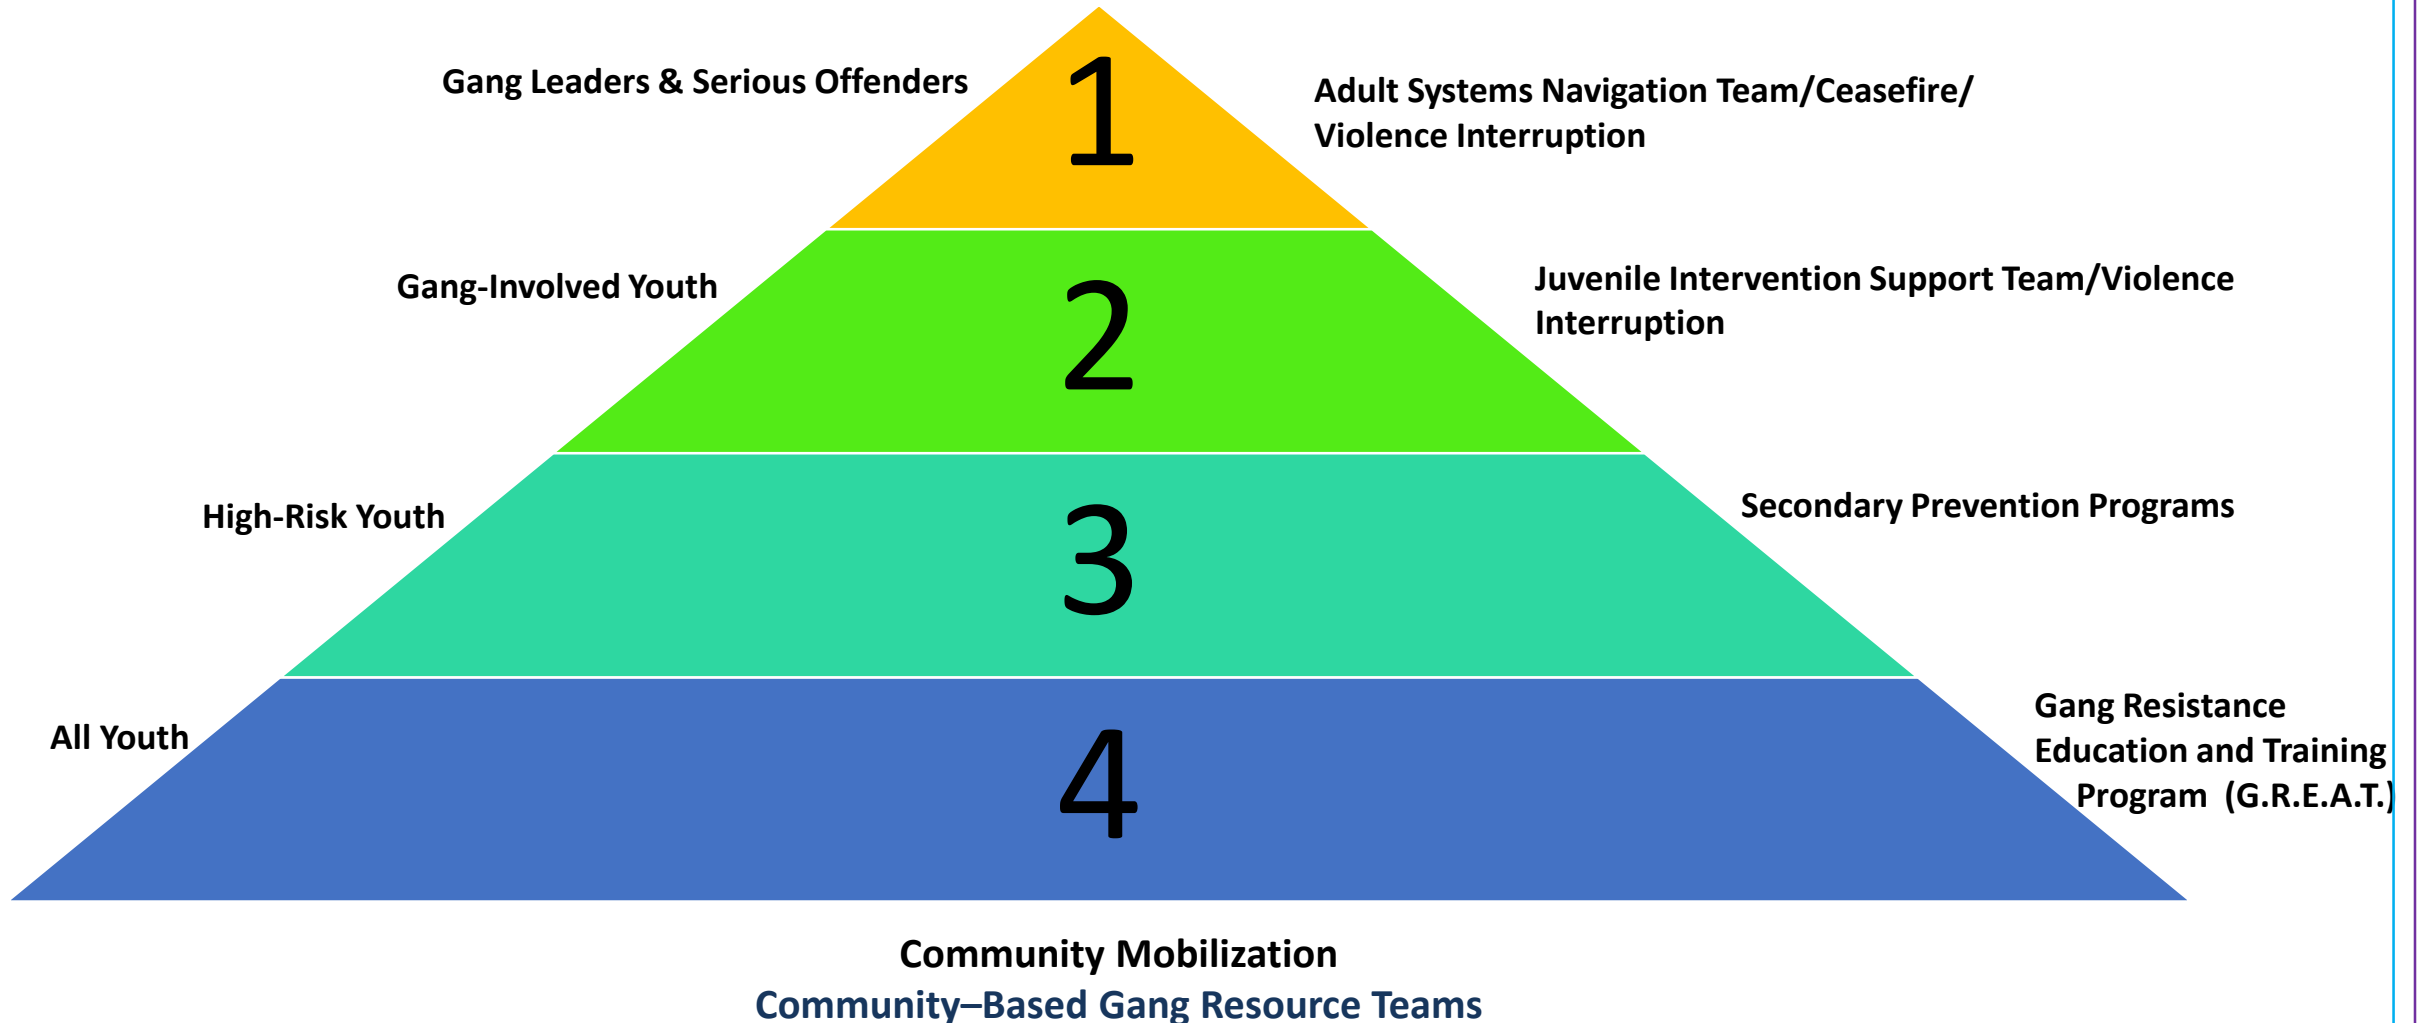 Gang Leaders & Serious Offenders
1
Adult Systems Navigation Team/Ceasefire/
Violence Interruption
Gang-Involved Youth
2
Juvenile Intervention Support Team/Violence
Interruption
High-Risk Youth
3
Secondary Prevention Programs
All Youth
4
Gang Resistance
Education and Training
Program (G.R.E.A.T.)
Community Mobilization
Community–Based Gang Resource Teams